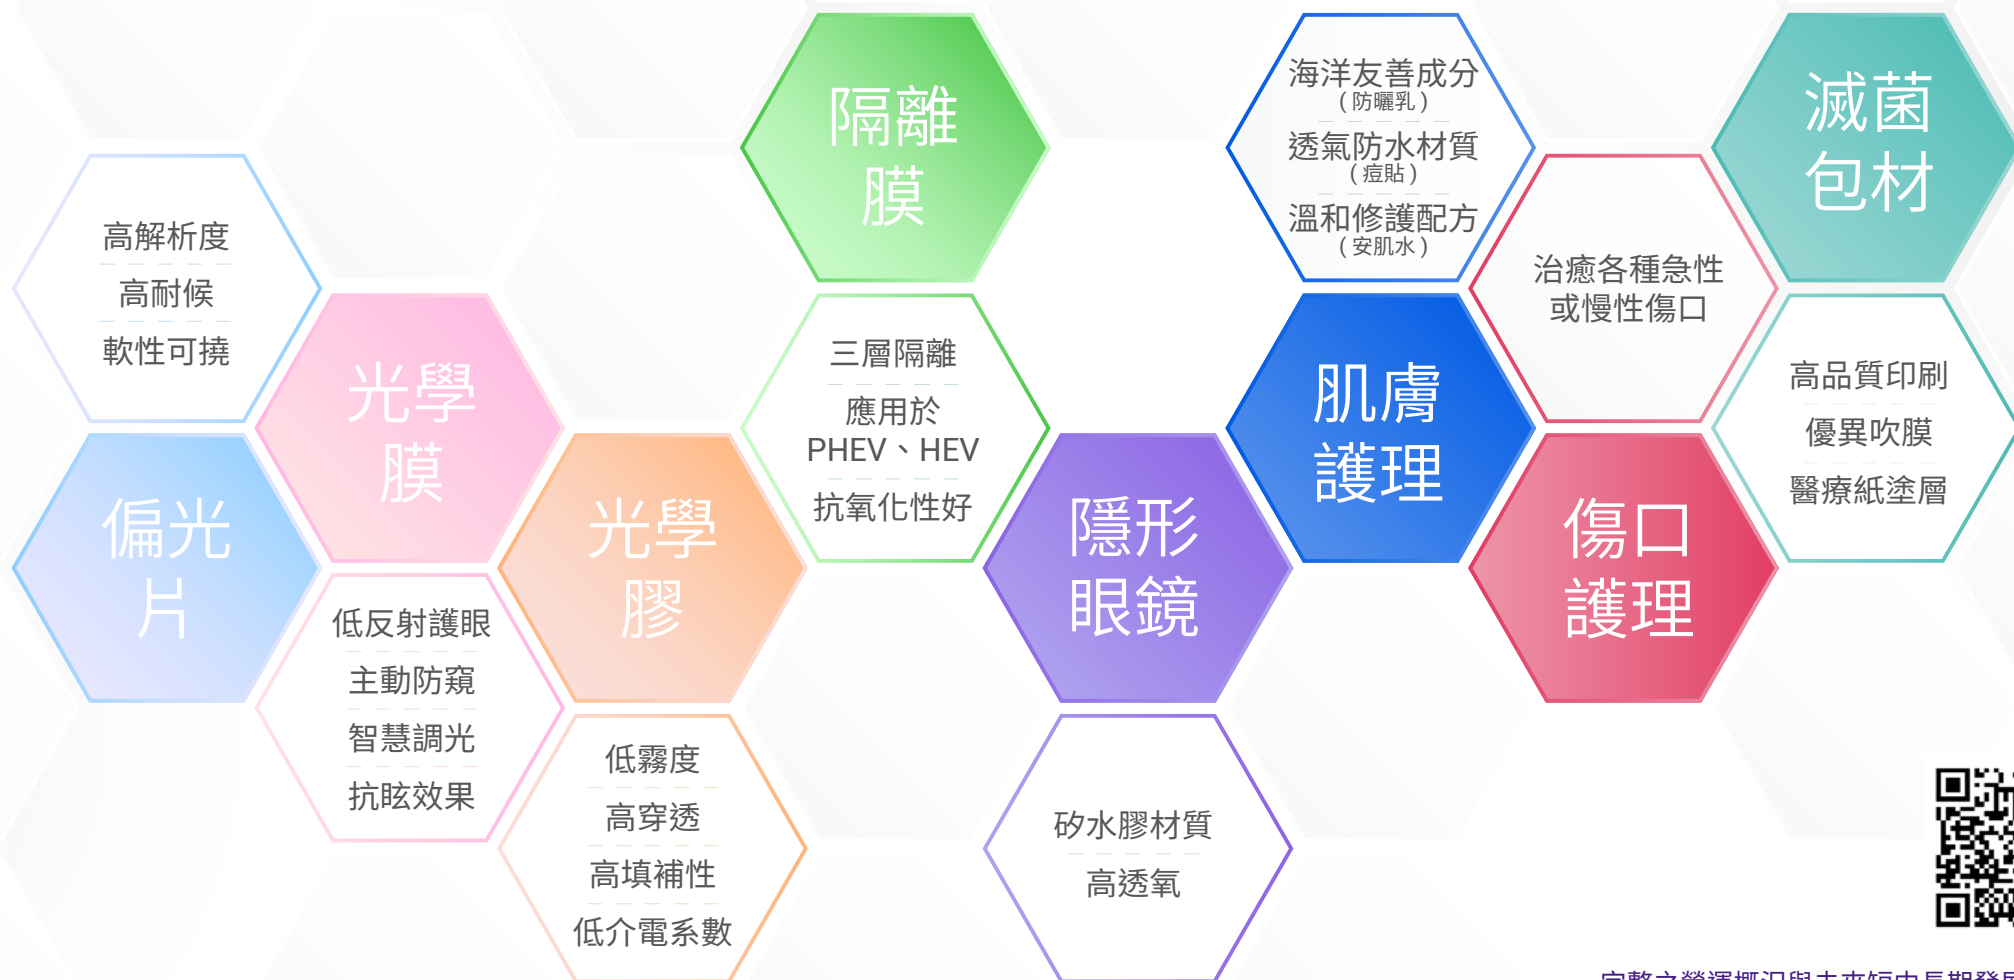 高解析度
高耐候
軟性可撓
偏光
片
光學
膜
低反射護眼
主動防窺
智慧調光
抗眩效果
光學
膠
低霧度
高穿透
高填補性
低介電系數
隔離
膜
三層隔離
應用於
PHEV、HEV
抗氧化性好
隱形
眼鏡
矽水膠材質
高透氧
海洋友善成分
(防曬乳)
透氣防水材質
(痘貼)
溫和修護配方
(安肌水)
肌膚
護理
治癒各種急性
或慢性傷口
傷口
護理
滅菌
包材
高品質印刷
優異吹膜
醫療紙塗層